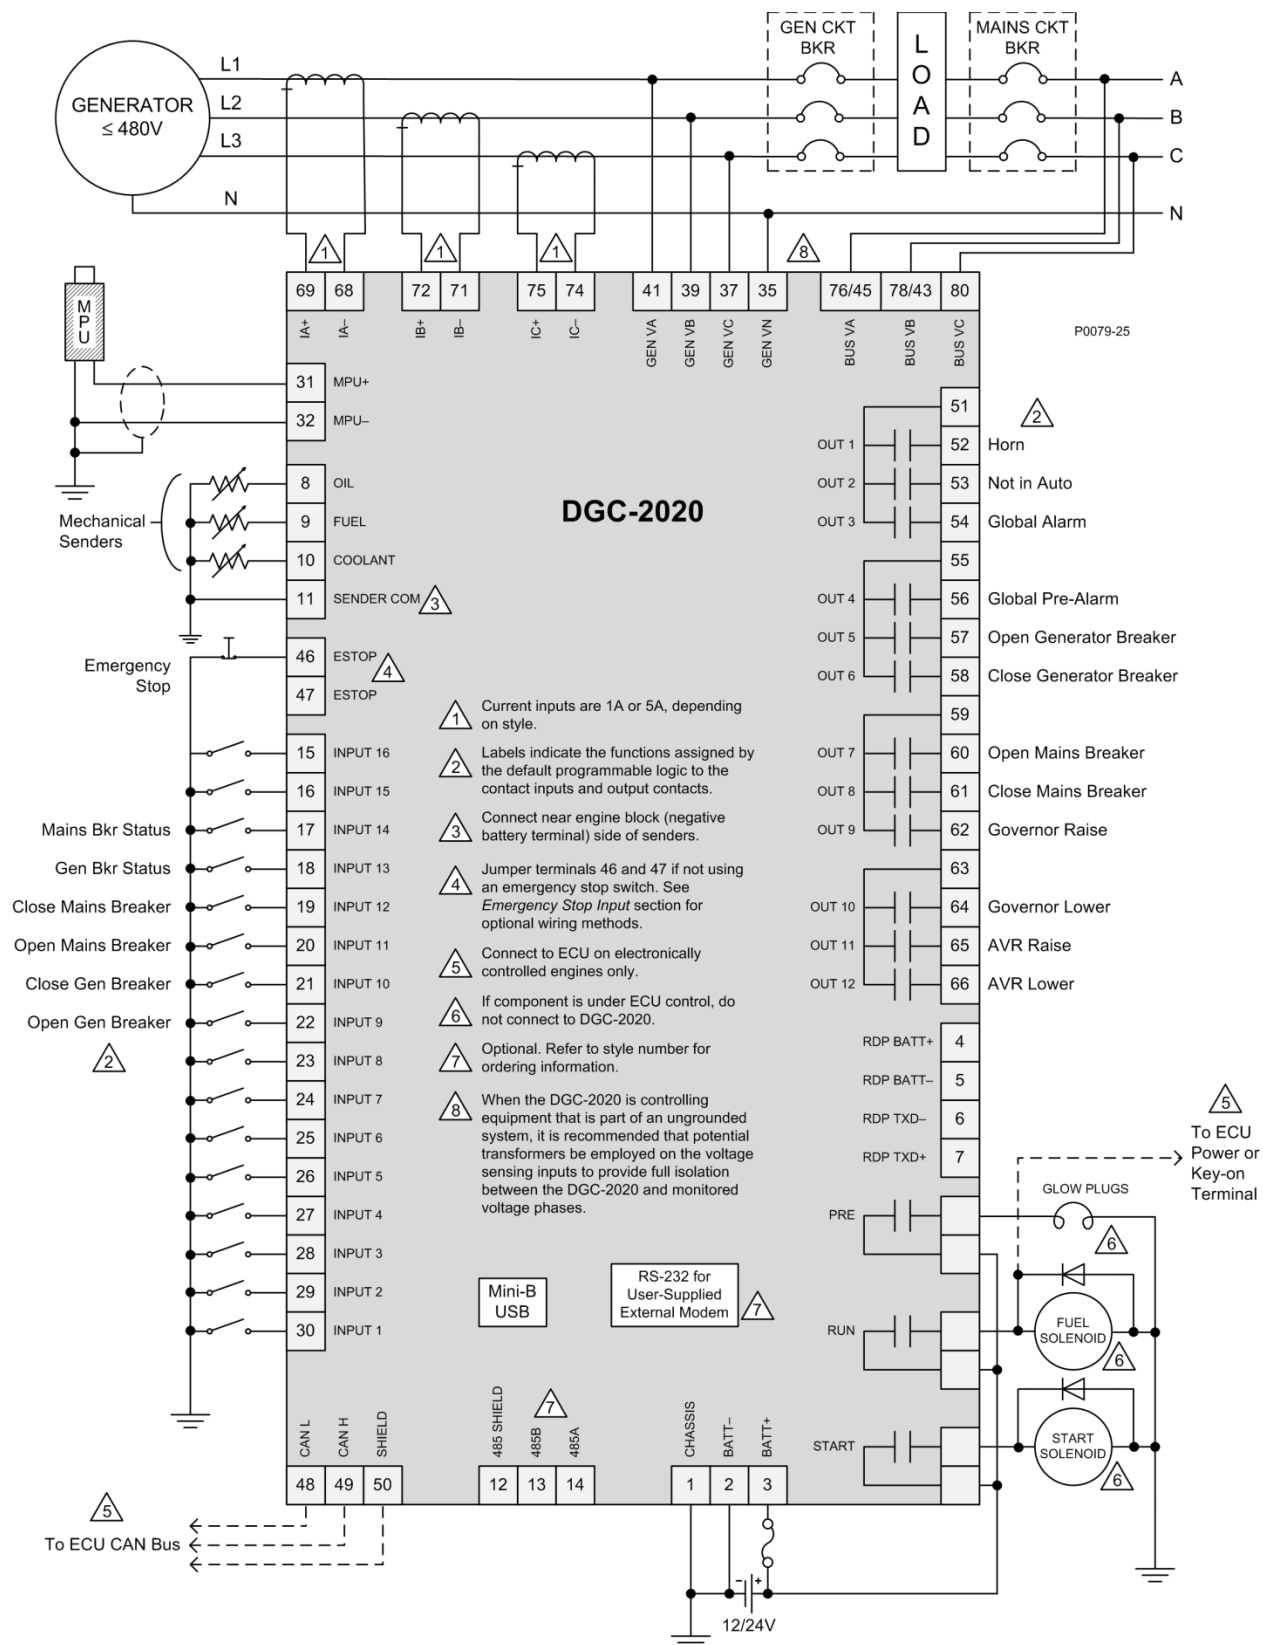 GEN CKT
BKR
LOAD
MAINS CKT
BKR
L1
A
GENERATOR
≤ 480V
L2
B
L3
C
N
N
1
1
1
8
69
68
72
71
75
74
41
39
37
35
76/45
78/43
80
IA+
IA–
IB+
IB–
IC+
IC–
GEN VA
GEN VB
GEN VC
GEN VN
BUS VA
BUS VB
BUS VC
P0079-25
MPU
31 MPU+
32 MPU–
51
2
OUT 1 52 Horn
OUT 2 53 Not in Auto
OUT 3 54 Global Alarm
55
OUT 4 56 Global Pre-Alarm
OUT 5 57 Open Generator Breaker
OUT 6 58 Close Generator Breaker
59
OUT 7 60 Open Mains Breaker
OUT 8 61 Close Mains Breaker
OUT 9 62 Governor Raise
63
OUT 10 64 Governor Lower
OUT 11 65 AVR Raise
OUT 12 66 AVR Lower
RDP BATT+ 4
RDP BATT– 5
RDP TXD– 6
RDP TXD+ 7
DGC-2020
Mechanical
Senders
8 OIL
9 FUEL
10 COOLANT
11 SENDER COM
3
Emergency
Stop
46 ESTOP
4
47 ESTOP
15 INPUT 16
16 INPUT 15
Mains Bkr Status 17 INPUT 14
Gen Bkr Status 18 INPUT 13
Close Mains Breaker 19 INPUT 12
Open Mains Breaker 20 INPUT 11
Close Gen Breaker 21 INPUT 10
Open Gen Breaker 22 INPUT 9
2
23 INPUT 8
24 INPUT 7
25 INPUT 6
26 INPUT 5
27 INPUT 4
28 INPUT 3
29 INPUT 2
30 INPUT 1
1
Current inputs are 1A or 5A, depending
on style.
2
Labels indicate the functions assigned by
the default programmable logic to the
contact inputs and output contacts.
3
Connect near engine block (negative
battery terminal) side of senders.
4
Jumper terminals 46 and 47 if not using
an emergency stop switch. See
Emergency Stop Input section for
optional wiring methods.
5
Connect to ECU on electronically
controlled engines only.
6
If component is under ECU control, do
not connect to DGC-2020.
7
Optional. Refer to style number for
ordering information.
8
When the DGC-2020 is controlling
equipment that is part of an ungrounded
system, it is recommended that potential
transformers be employed on the voltage
sensing inputs to provide full isolation
between the DGC-2020 and monitored
voltage phases.
5
To ECU
Power or
Key-on
Terminal
GLOW PLUGS
PRE
6
Mini-B
USB
RS-232 for
User-Supplied
External Modem
7
RUN
FUEL
SOLENOID
6
START
START
SOLENOID
6
CAN L
CAN H
SHIELD
485 SHIELD
485B
485A
7
CHASSIS
BATT–
BATT+
48
49
50
12
13
14
1
2
3
5
To ECU CAN Bus
- +
12/24V